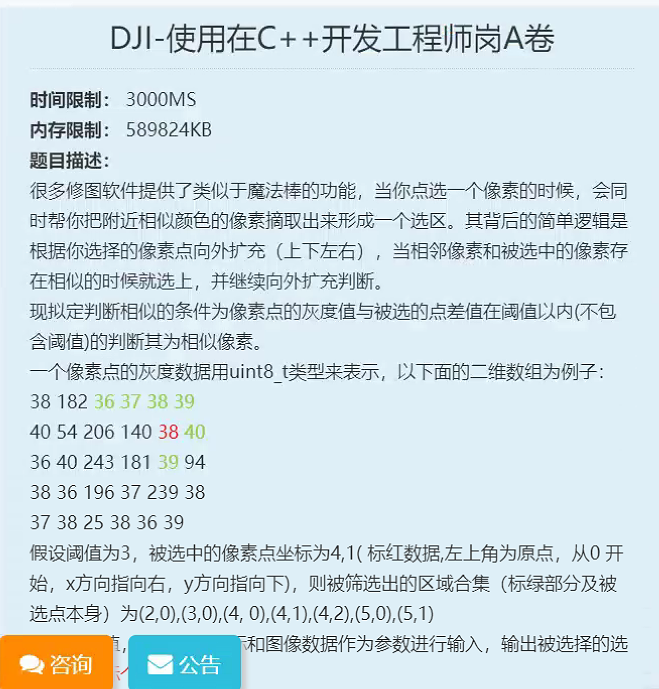 DJI-使用在C++开发工程师岗A卷
时间限制： 3000MS
内存限制： 589824KB
题目描述：
很多修图软件提供了类似于魔法棒的功能，当你点选一个像素的时候，会同
时帮你把附近相似颜色的像素摘取出来形成一个选区。其背后的简单逻辑是
根据你选择的像素点向外扩充（上下左右），当相邻像素和被选中的像素存
在相似的时候就选上，并继续向外扩充判断。
现拟定判断相似的条件为像素点的灰度值与被选的点差值在阈值以内(不包
含阈值)的判断其为相似像素。
一个像素点的灰度数据用uint8_t类型来表示，以下面的二维数组为例子：
38 182 36 37 38 39
40 54 206 140 38 40
36 40 243 181 39 94
38 36 196 37 239 38
37 38 25 38 36 39
假设阈值为3，被选中的像素点坐标为4,1( 标红数据,左上角为原点，从0 开
始，x方向指向右，y方向指向下)，则被筛选出的区域合集（标绿部分及被
选点本身）为(2,0),(3,0),(4, 0),(4,1),(4,2),(5,0),(5,1)
值，
和图像数据作为参数进行输入，输出被选择的选
咨询
公告